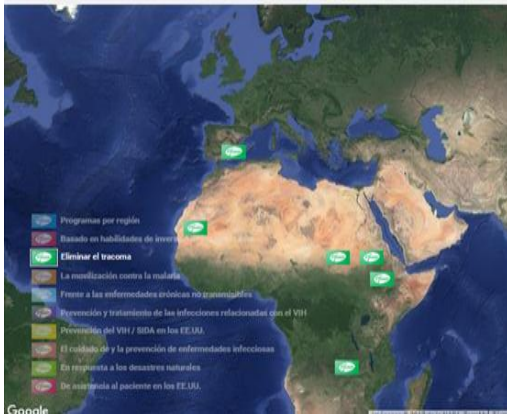 Programas por región
Basado en habilidades de invers
Eliminar el tracoma
La movilización contra la malaria
Frente a las enfermedades crónicas no transmisibles
Prevención y tratamiento de las infecciones relacionadas con el VIH
Prevención del VIH / SIDA en los EE.UU.
El cuidado de y la prevención de enfermedades infecciosas
En respuesta a los desastres naturales
De asistencia al paciente en los EE.UU.
Google